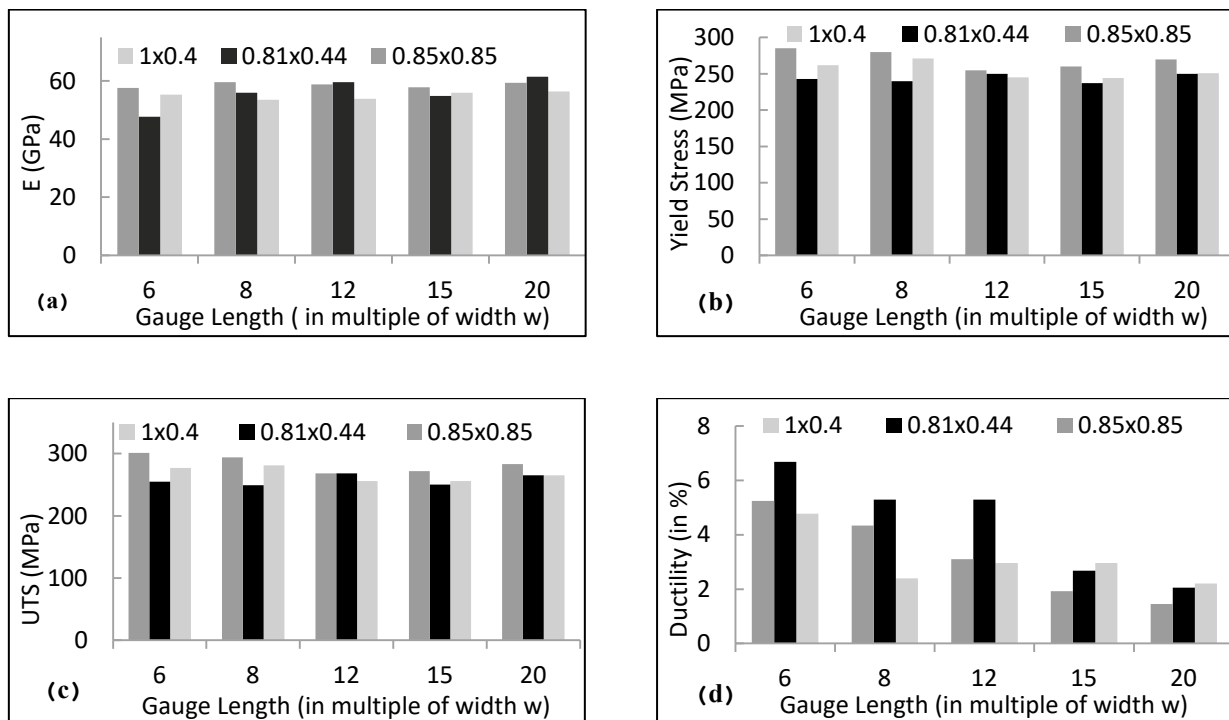 1x0.4 0.81x0.44 0.85x0.85
60
40
20
0
E (GPa)
6 8 12 15 20
(a)
Gauge Length ( in multiple of width w)
1x0.4 0.81x0.44 0.85x0.85
300
250
200
150
100
50
0
Yield Stress (MPa)
6 8 12 15 20
(b)
Gauge Length (in multiple of width w)
1x0.4 0.81x0.44 0.85x0.85
300
200
100
0
UTS (MPa)
6 8 12 15 20
(c)
Gauge Length (in multiple of width w)
1x0.4 0.81x0.44 0.85x0.85
8
6
4
2
0
Ductility (in %)
6 8 12 15 20
(d)
Gauge Length (in multiple of width w)